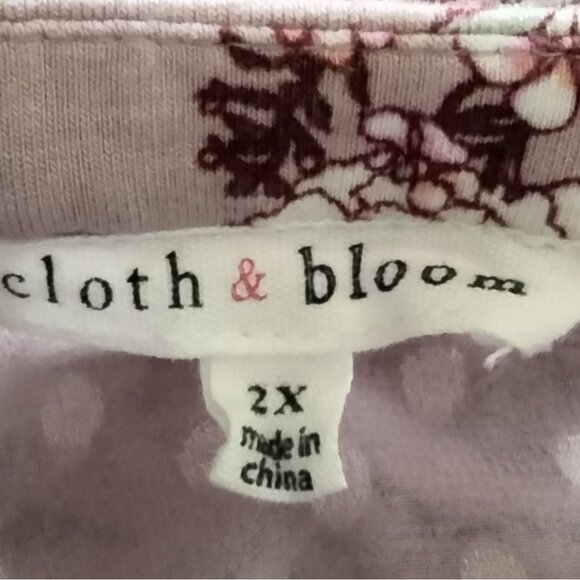 cloth & bloom
2X
made in
china